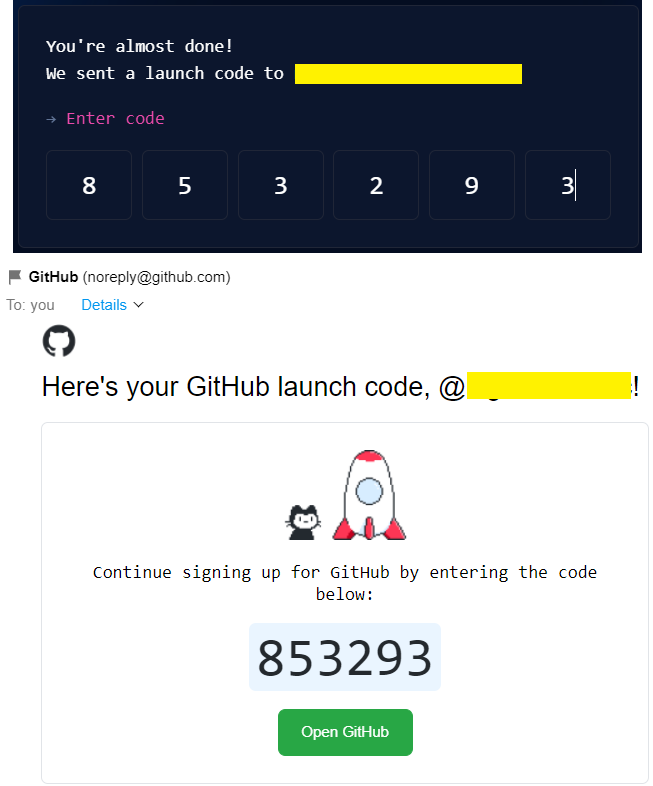 You're almost done!
We sent a launch code to
→ Enter code
8 5 3 2 9 3
GitHub (noreply@github.com)
To: you Details
Here's your GitHub launch code, @ !
Continue signing up for GitHub by entering the code
below:
853293
Open GitHub